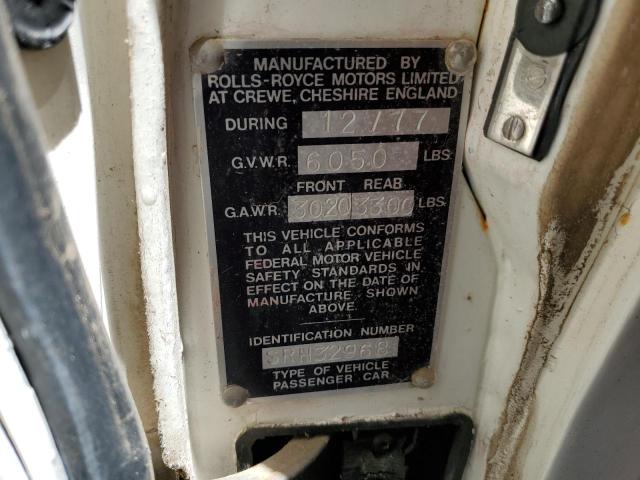 MANUFACTURED BY
ROLLS-ROYCE MOTORS LIMITED
AT CREWE, CHESHIRE ENGLAND
DURING 12/77
G.V.W.R. 6050 LBS.
FRONT REAR
G.A.W.R. 3020 3300 LBS.
THIS VEHICLE CONFORMS
TO ALL APPLICABLE
FEDERAL MOTOR VEHICLE
SAFETY STANDARDS IN
EFFECT ON THE DATE OF
MANUFACTURE SHOWN
ABOVE.
IDENTIFICATION NUMBER
SRH32968
TYPE OF VEHICLE
PASSENGER CAR